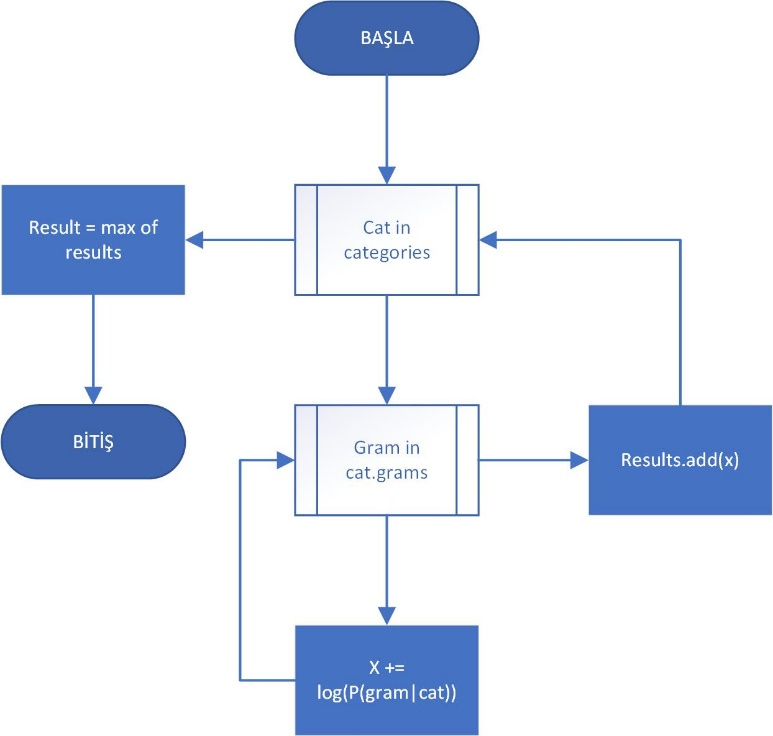 BAŞLA
Cat in
categories
Result = max of
results
BİTİŞ
Gram in
cat.grams
Results.add(x)
X +=
log(P(gram|cat))